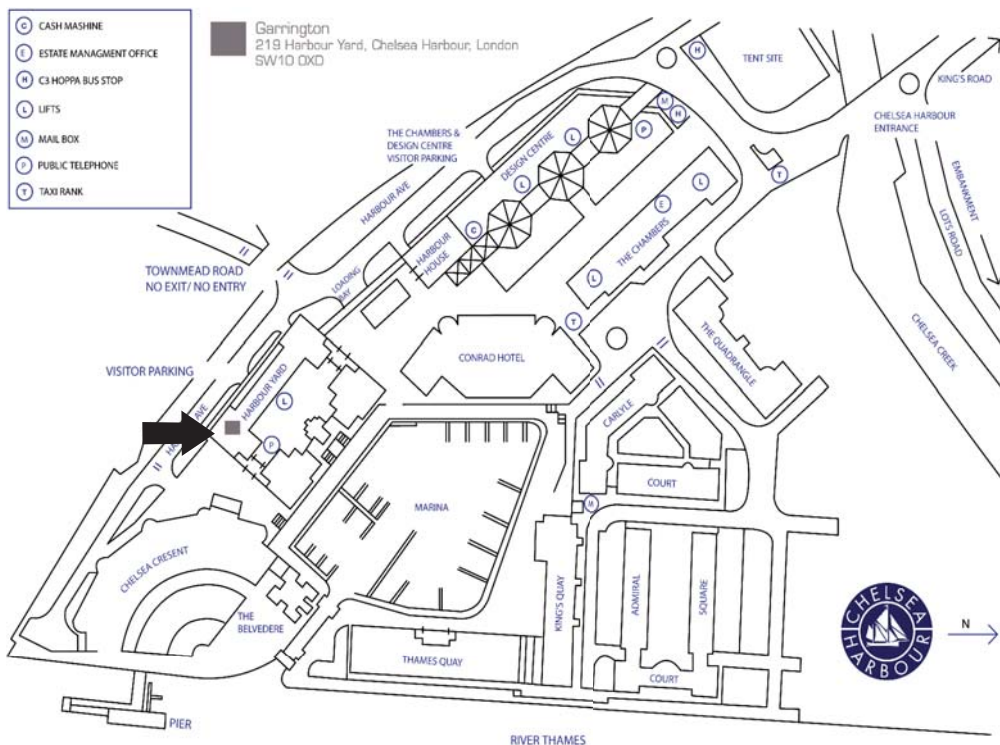 C CASH MASHINE
E ESTATE MANAGMENT OFFICE
H C3 HOPPA BUS STOP
L LIFTS
M MAIL BOX
P PUBLIC TELEPHONE
T TAXI RANK
Garrington
219 Harbour Yard, Chelsea Harbour, London
SW10 0XD
H
TENT SITE
KING'S ROAD
CHELSEA HARBOUR
ENTRANCE
M
H
P
L
THE CHAMBERS &
DESIGN CENTRE
VISITOR PARKING
DESIGN CENTRE
L
T
EMBANKMENT
LOTS ROAD
HARBOUR AVE
L
E
C
THE CHAMBERS
HARBOUR
HOUSE
TOWNMEAD ROAD
NO EXIT/ NO ENTRY
LOADING
BAY
L
T
CHELSEA CREEK
THE QUADRANGLE
CONRAD HOTEL
VISITOR PARKING
HARBOUR YARD
L
CARLYLE
AVE
P
COURT
MARINA
M
CHELSEA CRESENT
THE
BELVEDERE
KING'S QUAY
ADMIRAL
SQUARE
CHELSEA
HARBOUR
N
THAMES QUAY
COURT
PIER
RIVER THAMES